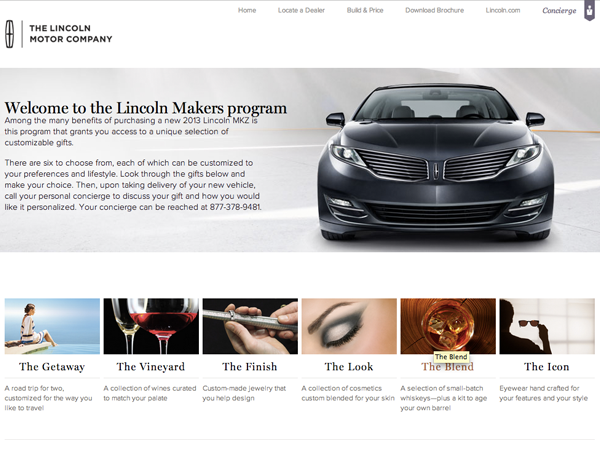 Home Locate a Dealer Build & Price Download Brochure Lincoln.com Concierge
THE LINCOLN
MOTOR COMPANY
Welcome to the Lincoln Makers program
Among the many benefits of purchasing a new 2013 Lincoln MKZ is
this program that grants you access to a unique selection of
customizable gifts.
There are six to choose from, each of which can be customized to
your preferences and lifestyle. Look through the gifts below and
make your choice. Then, upon taking delivery of your new vehicle,
call your personal concierge to discuss your gift and how you would
like it personalized. Your concierge can be reached at 877-378-9481.
The Blend
The Getaway The Vineyard The Finish The Look The Blend The Icon
A road trip for two,
customized for the way you
like to travel
A collection of wines curated
to match your palate
Custom-made jewelry that
you help design
A collection of cosmetics
custom blended for your skin
A selection of small-batch
whiskeys—plus a kit to age
your own barrel
Eyewear hand crafted for
your features and your style